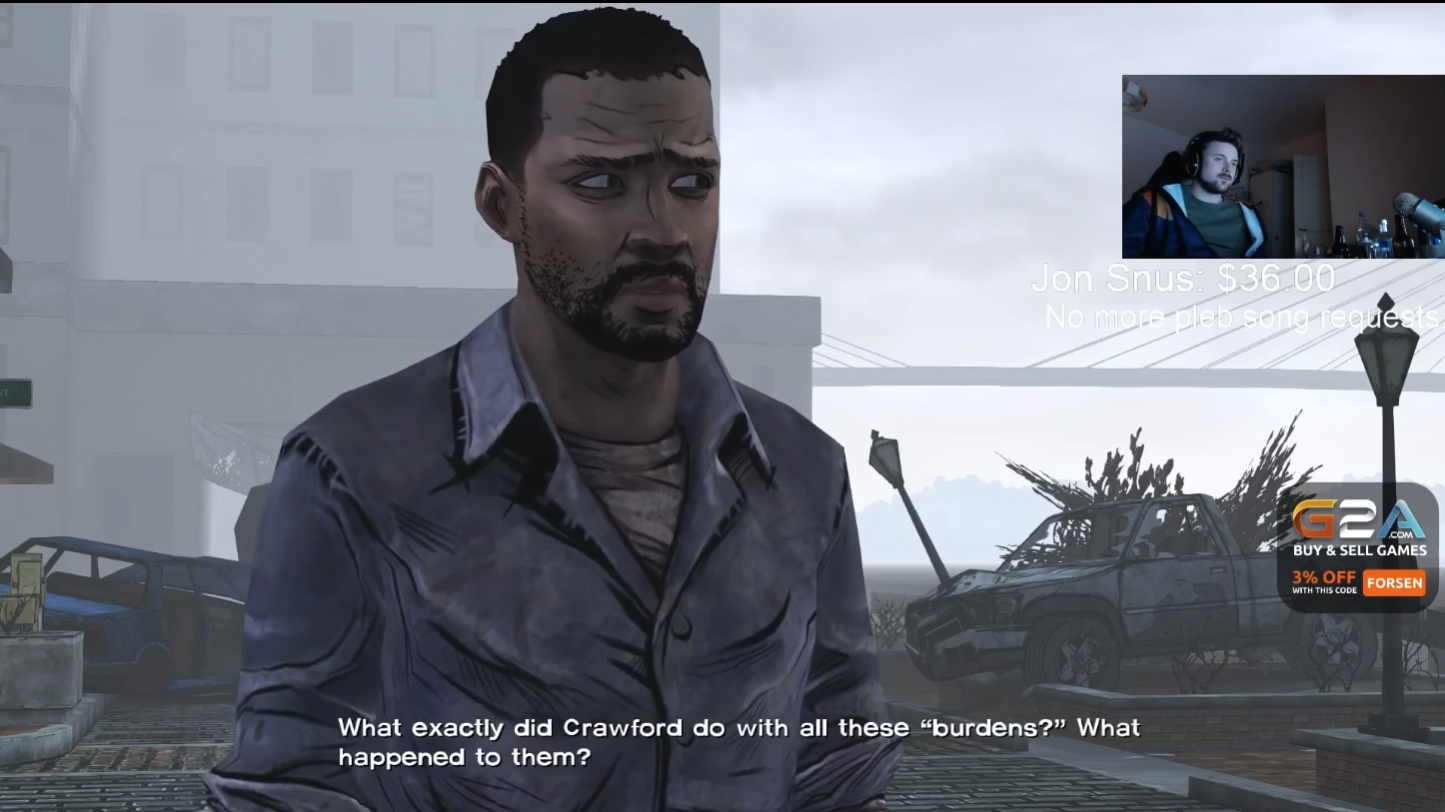 Jon Snus: $36.00
No more pleb song requests
G2A
.COM
BUY & SELL GAMES
3% OFF
WITH THIS CODE
FORSEN
What exactly did Crawford do with all these “burdens?” What
happened to them?